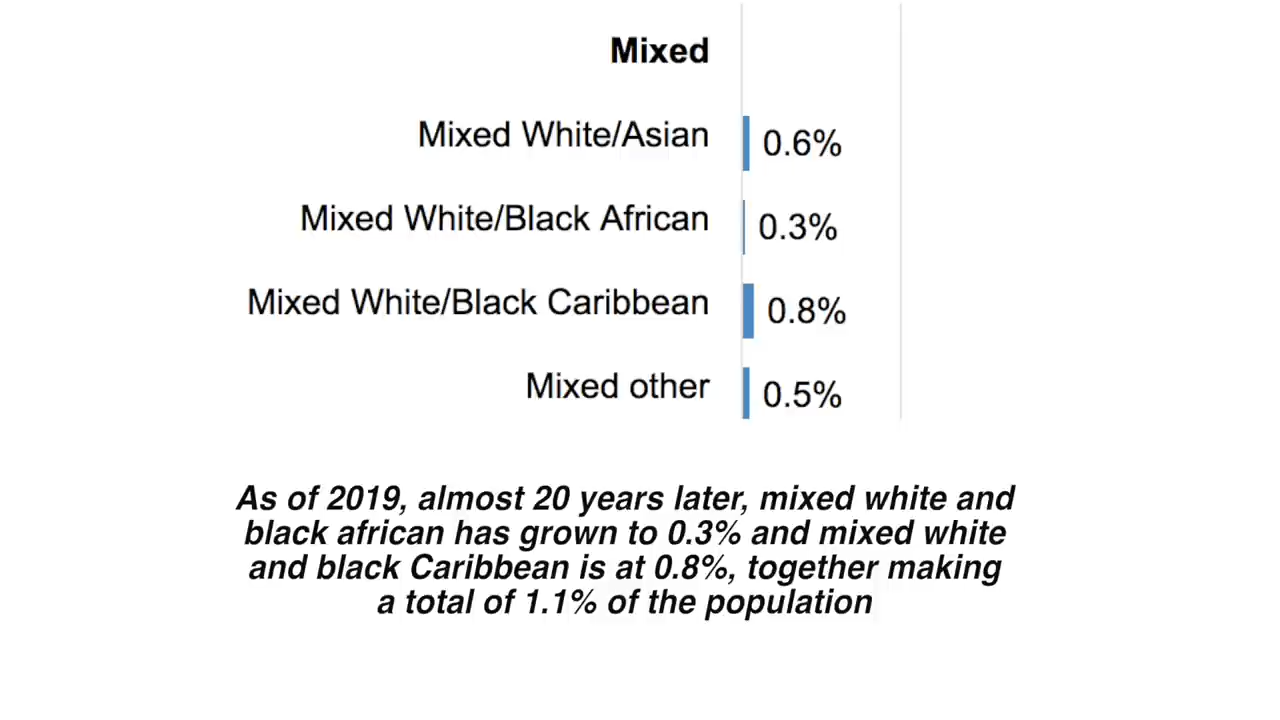 Mixed
Mixed White/Asian 0.6%
Mixed White/Black African 0.3%
Mixed White/Black Caribbean 0.8%
Mixed other 0.5%
As of 2019, almost 20 years later, mixed white and
black african has grown to 0.3% and mixed white
and black Caribbean is at 0.8%, together making
a total of 1.1% of the population